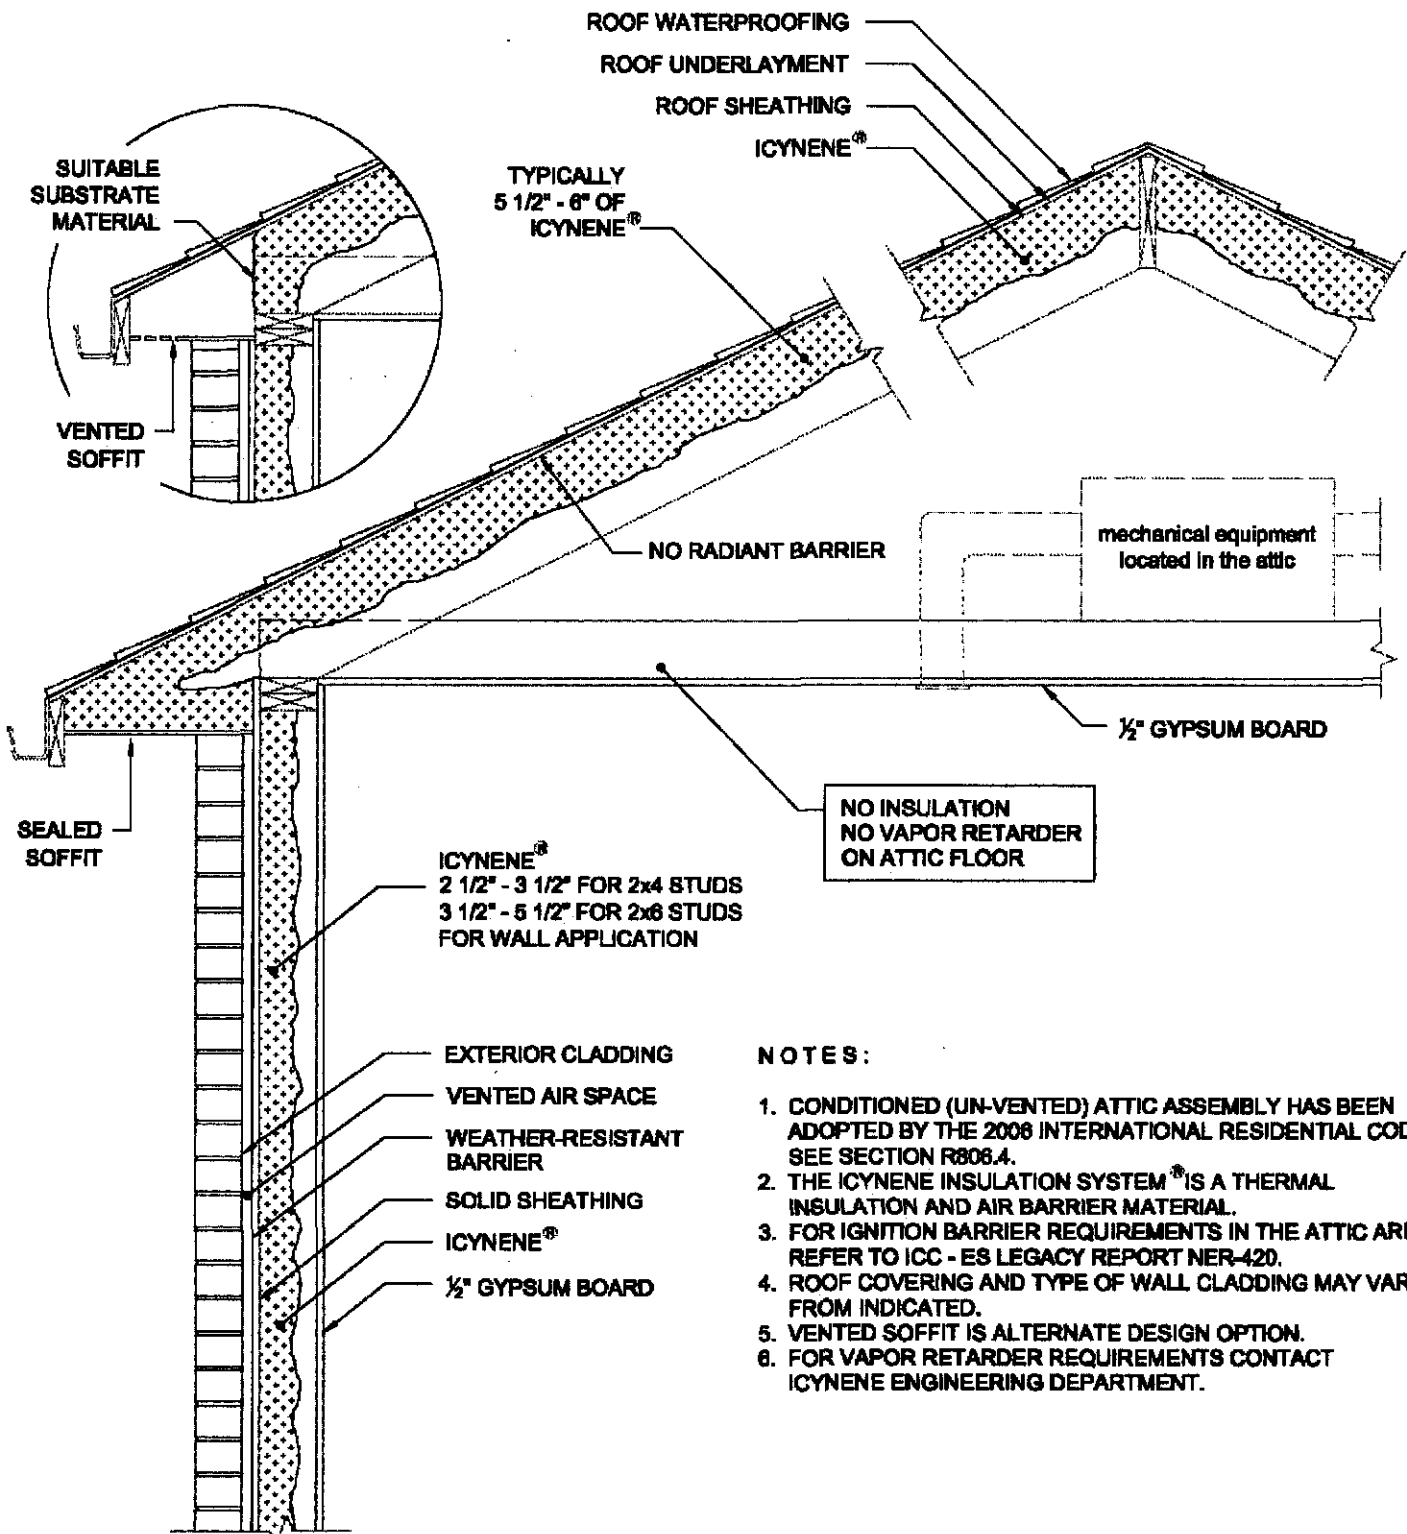 ROOF WATERPROOFING
ROOF UNDERLAYMENT
ROOF SHEATHING
ICYNENE®
SUITABLE
SUBSTRATE
MATERIAL
TYPICALLY
5 1/2" - 6" OF
ICYNENE®
VENTED
SOFFIT
NO RADIANT BARRIER
mechanical equipment
located in the attic
½" GYPSUM BOARD
SEALED
SOFFIT
NO INSULATION
NO VAPOR RETARDER
ON ATTIC FLOOR
ICYNENE®
2 1/2" - 3 1/2" FOR 2x4 STUDS
3 1/2" - 5 1/2" FOR 2x6 STUDS
FOR WALL APPLICATION
EXTERIOR CLADDING
VENTED AIR SPACE
WEATHER-RESISTANT
BARRIER
SOLID SHEATHING
ICYNENE®
½" GYPSUM BOARD
NOTES:
1. CONDITIONED (UN-VENTED) ATTIC ASSEMBLY HAS BEEN
ADOPTED BY THE 2006 INTERNATIONAL RESIDENTIAL COD
SEE SECTION R806.4.
2. THE ICYNENE INSULATION SYSTEM® IS A THERMAL
INSULATION AND AIR BARRIER MATERIAL.
3. FOR IGNITION BARRIER REQUIREMENTS IN THE ATTIC ARE
REFER TO ICC - ES LEGACY REPORT NER-420.
4. ROOF COVERING AND TYPE OF WALL CLADDING MAY VAR
FROM INDICATED.
5. VENTED SOFFIT IS ALTERNATE DESIGN OPTION.
6. FOR VAPOR RETARDER REQUIREMENTS CONTACT
ICYNENE ENGINEERING DEPARTMENT.